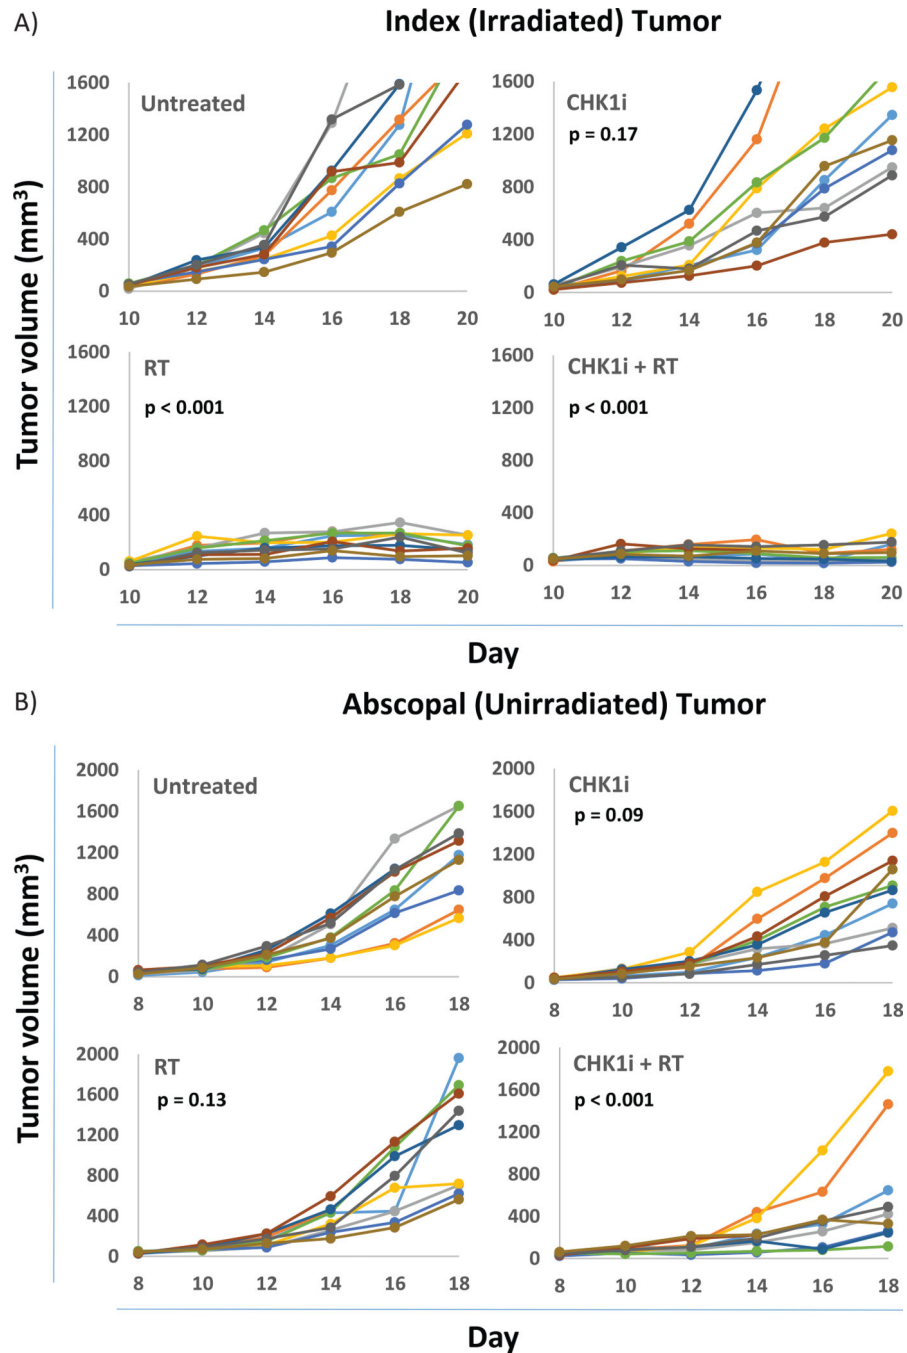 A)
Index (Irradiated) Tumor
Tumor volume (mm³)
Untreated
1600
1200
800
400
0
10 12 14 16 18 20
CHK1i
p = 0.17
1600
1200
800
400
0
10 12 14 16 18 20
RT
p < 0.001
1600
1200
800
400
0
10 12 14 16 18 20
CHK1i + RT
p < 0.001
1600
1200
800
400
0
10 12 14 16 18 20
Day
B)
Abscopal (Unirradiated) Tumor
Tumor volume (mm³)
Untreated
2000
1600
1200
800
400
0
8 10 12 14 16 18
CHK1i
p = 0.09
2000
1600
1200
800
400
0
8 10 12 14 16 18
RT
p = 0.13
2000
1600
1200
800
400
0
8 10 12 14 16 18
CHK1i + RT
p < 0.001
2000
1600
1200
800
400
0
8 10 12 14 16 18
Day